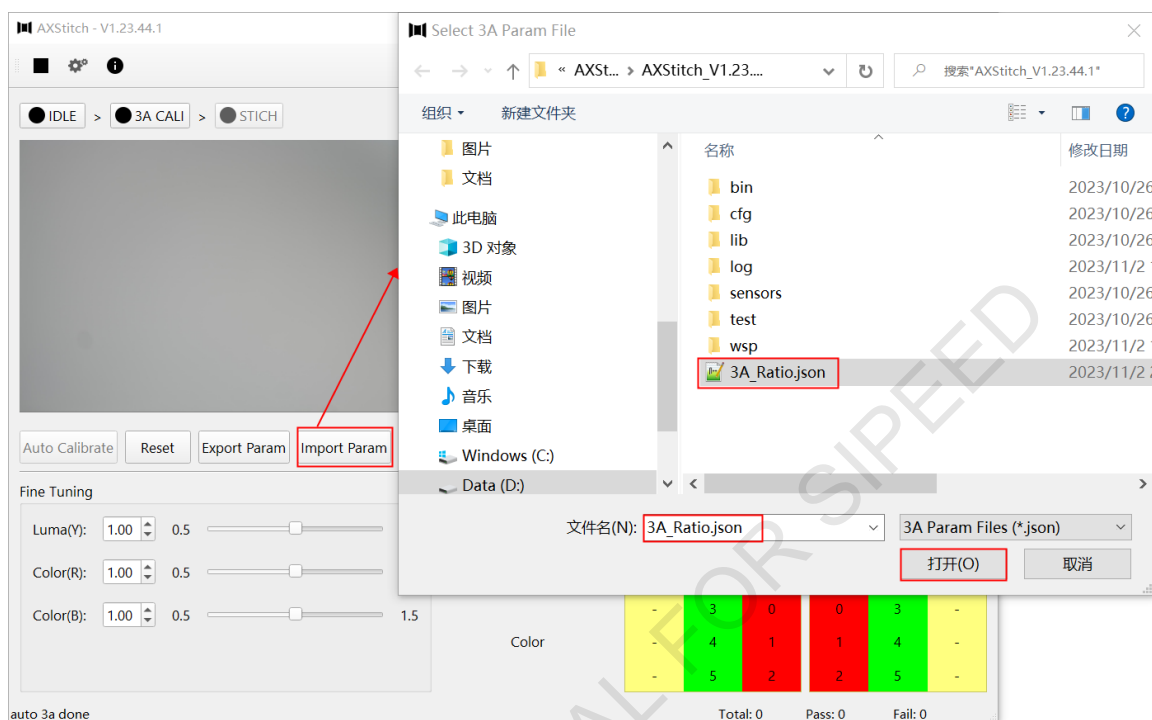 AXStitch - V1.23.44.1
IDLE > 3A CALI > STICH
Auto Calibrate Reset Export Param Import Param
Fine Tuning
Luma(Y): 1.00 0.5
Color(R): 1.00 0.5
Color(B): 1.00 0.5 1.5
auto 3a done
Select 3A Param File
« AXSt... > AXStitch_V1.23....
搜索"AXStitch_V1.23.44.1"
组织 新建文件夹
图片
文档
此电脑
3D 对象
视频
图片
文档
下载
音乐
桌面
Windows (C:)
Data (D:)
名称 修改日期
bin 2023/10/26
cfg 2023/10/26
lib 2023/10/26
log 2023/11/2 1
sensors 2023/10/26
test 2023/10/26
wsp 2023/11/2 1
3A_Ratio.json 2023/11/2 2
文件名(N): 3A_Ratio.json 3A Param Files (*.json)
打开(O) 取消
Color
- 3 0 0 3 -
- 4 1 1 4 -
- 5 2 2 5 -
Total: 0 Pass: 0 Fail: 0
AL FOR SIPEED